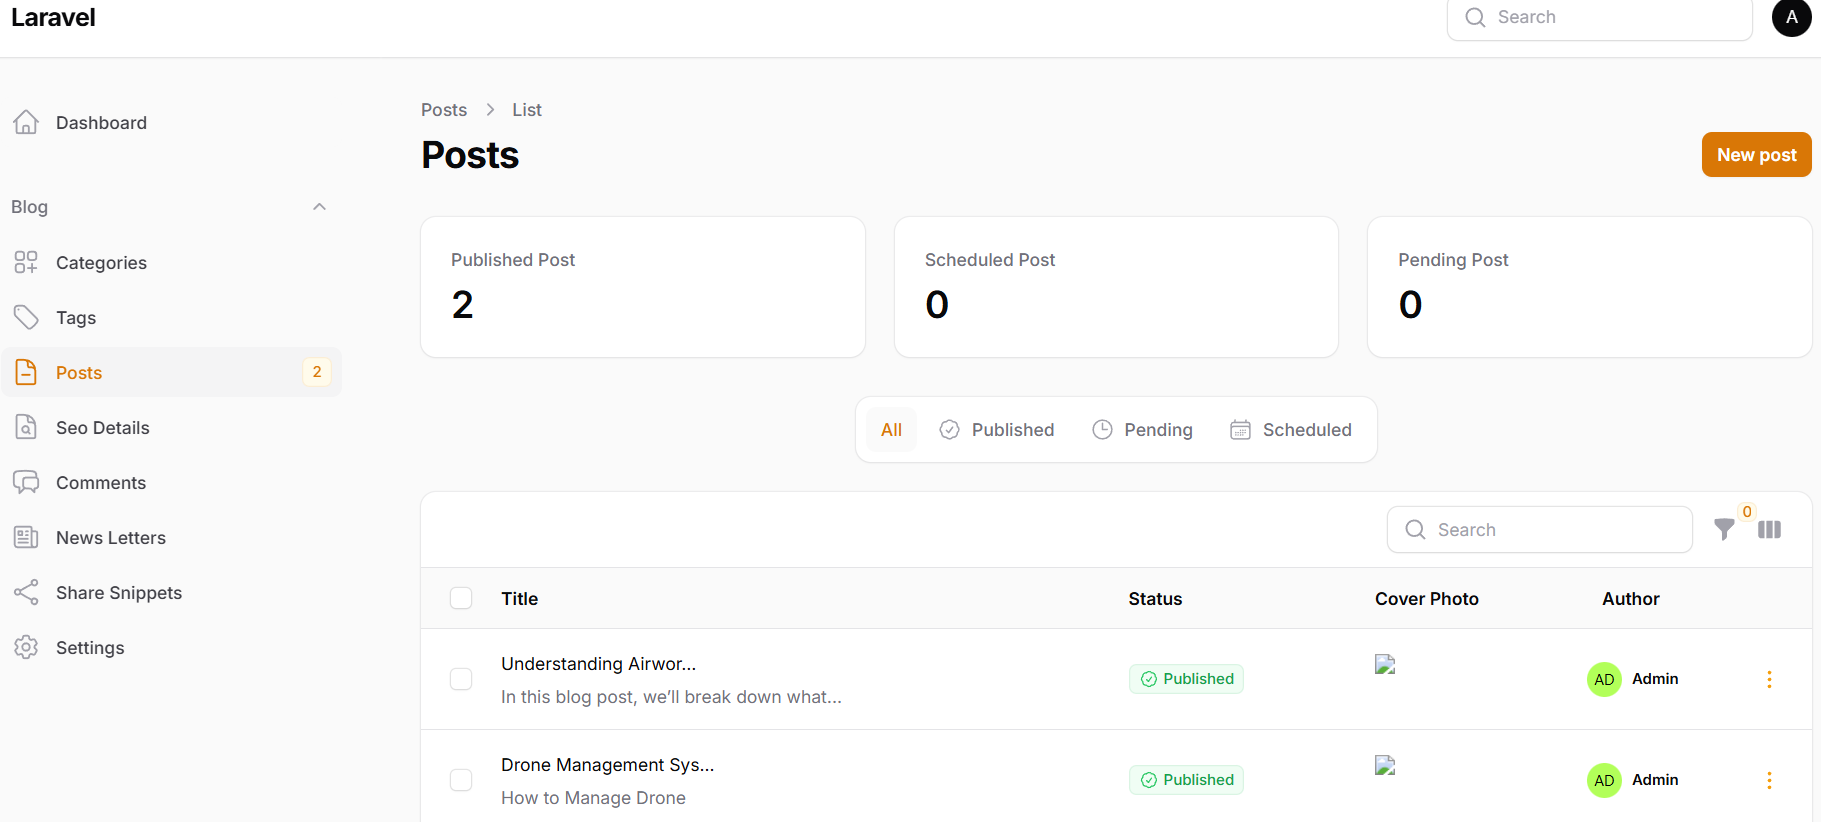 Laravel
Search
A
Dashboard
Blog
Categories
Tags
Posts
2
Seo Details
Comments
News Letters
Share Snippets
Settings
Posts > List
Posts
New post
Published Post
2
Scheduled Post
0
Pending Post
0
All
Published
Pending
Scheduled
Search
0
Title Status Cover Photo Author
Understanding Airwor...
In this blog post, we’ll break down what...
Published
AD Admin
Drone Management Sys...
How to Manage Drone
Published
AD Admin